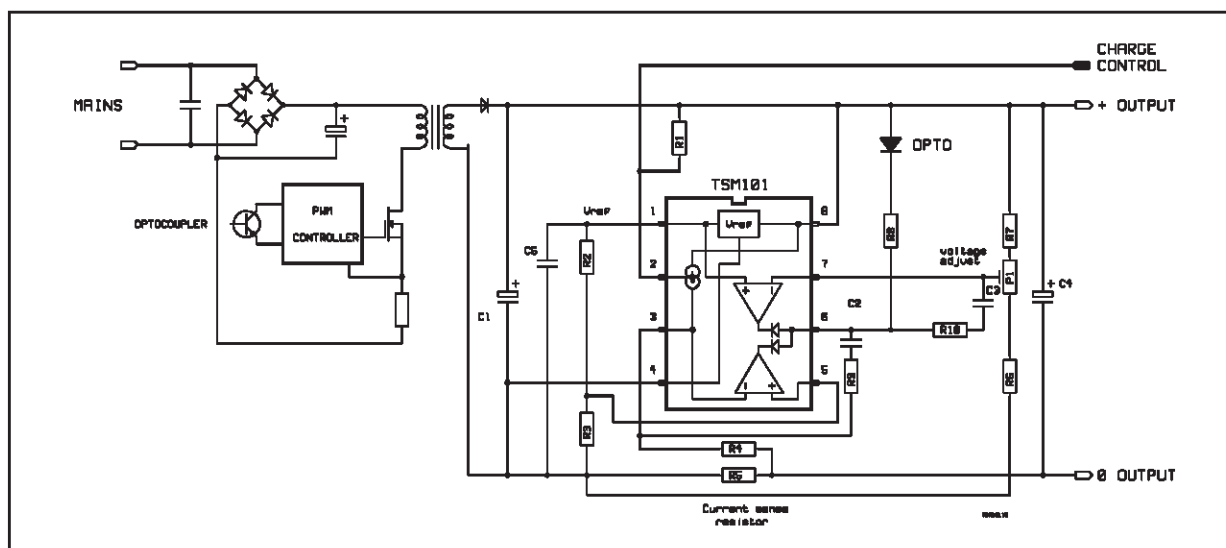 CHARGE
CONTROL
MAINS
+
+ OUTPUT
R1
OPTO
TSM101
OPTOCOUPLER
PWM
CONTROLLER
Vref
1
Vref
8
R2
R8
R7
C5
2
7
voltage
adjust
P1
+
-
C3
+
C4
+
C1
3
C2
6
R10
4
5
R9
R6
-
+
R3
R4
R5
0 OUTPUT
Current sense
resistor